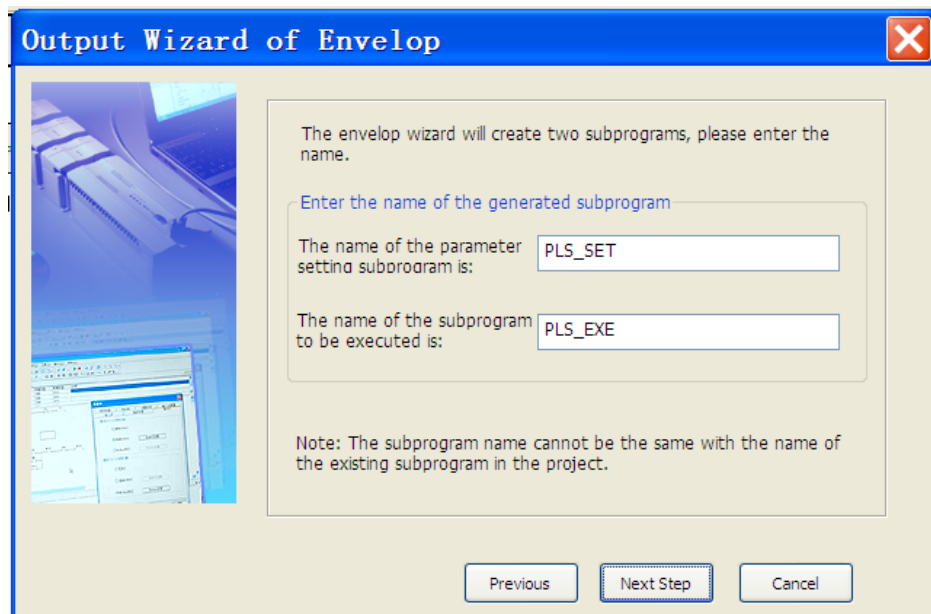 Output Wizard of Envelop
The envelop wizard will create two subprograms, please enter the
name.
Enter the name of the generated subprogram
The name of the parameter
setting subprogram is:
PLS_SET
The name of the subprogram
to be executed is:
PLS_EXE
Note: The subprogram name cannot be the same with the name of
the existing subprogram in the project.
Previous
Next Step
Cancel